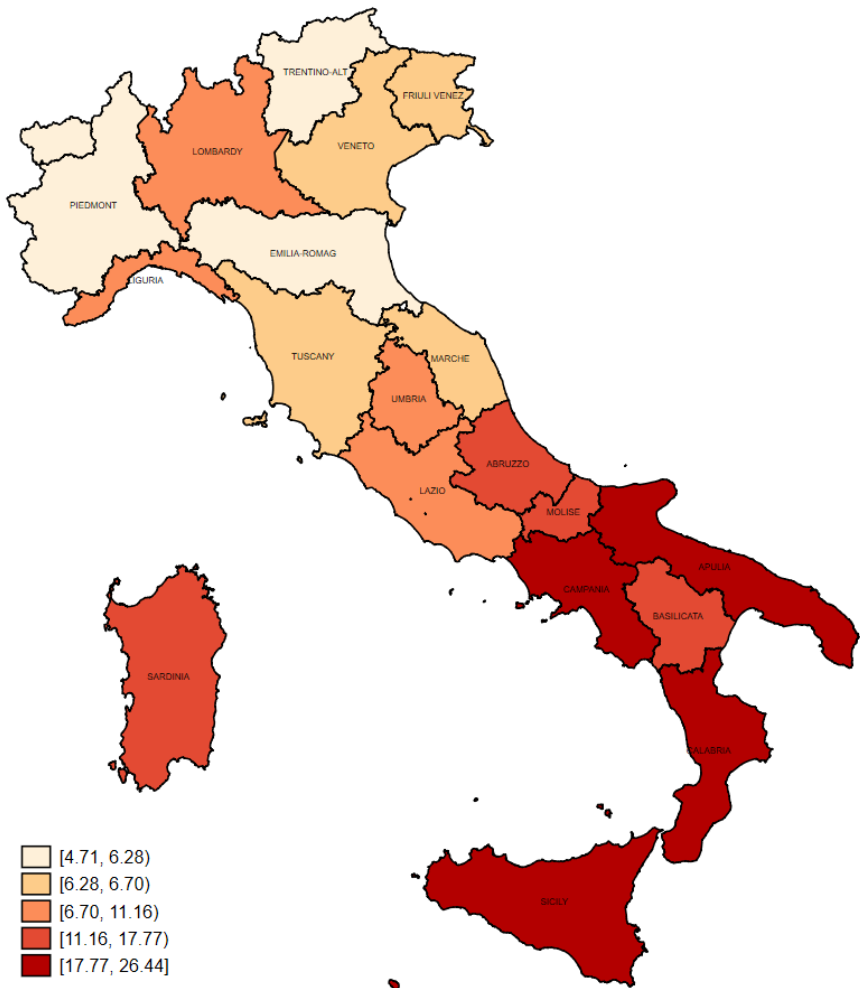 TRENTINO-ALT
FRIULI VENEZ
LOMBARDY
VENETO
PIEDMONT
EMILIA-ROMAG
LIGURIA
TUSCANY
MARCHE
UMBRIA
ABRUZZO
LAZIO
MOLISE
APULIA
CAMPANIA
BASILICATA
SARDINIA
CALABRIA
SICILY
[4.71, 6.28)
[6.28, 6.70)
[6.70, 11.16)
[11.16, 17.77)
[17.77, 26.44]